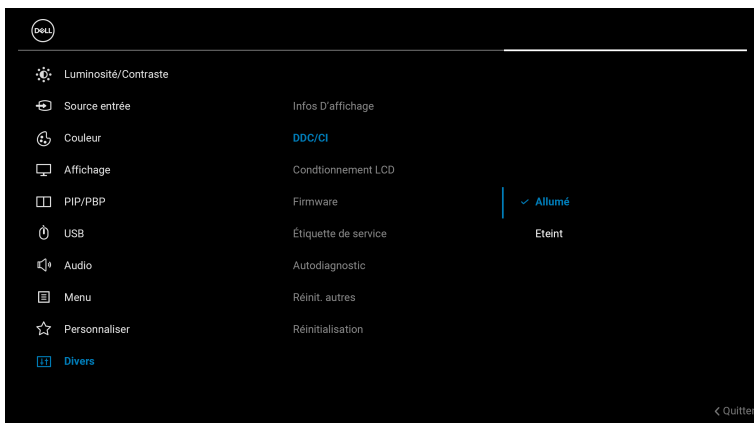 DELL
Luminosité/Contraste
Source entrée
Infos D'affichage
Couleur
DDC/CI
Affichage
Condtionnement LCD
PIP/PBP
Firmware
Allumé
USB
Étiquette de service
Eteint
Audio
Autodiagnostic
Menu
Réinit. autres
Personnaliser
Réinitialisation
Divers
Quitter